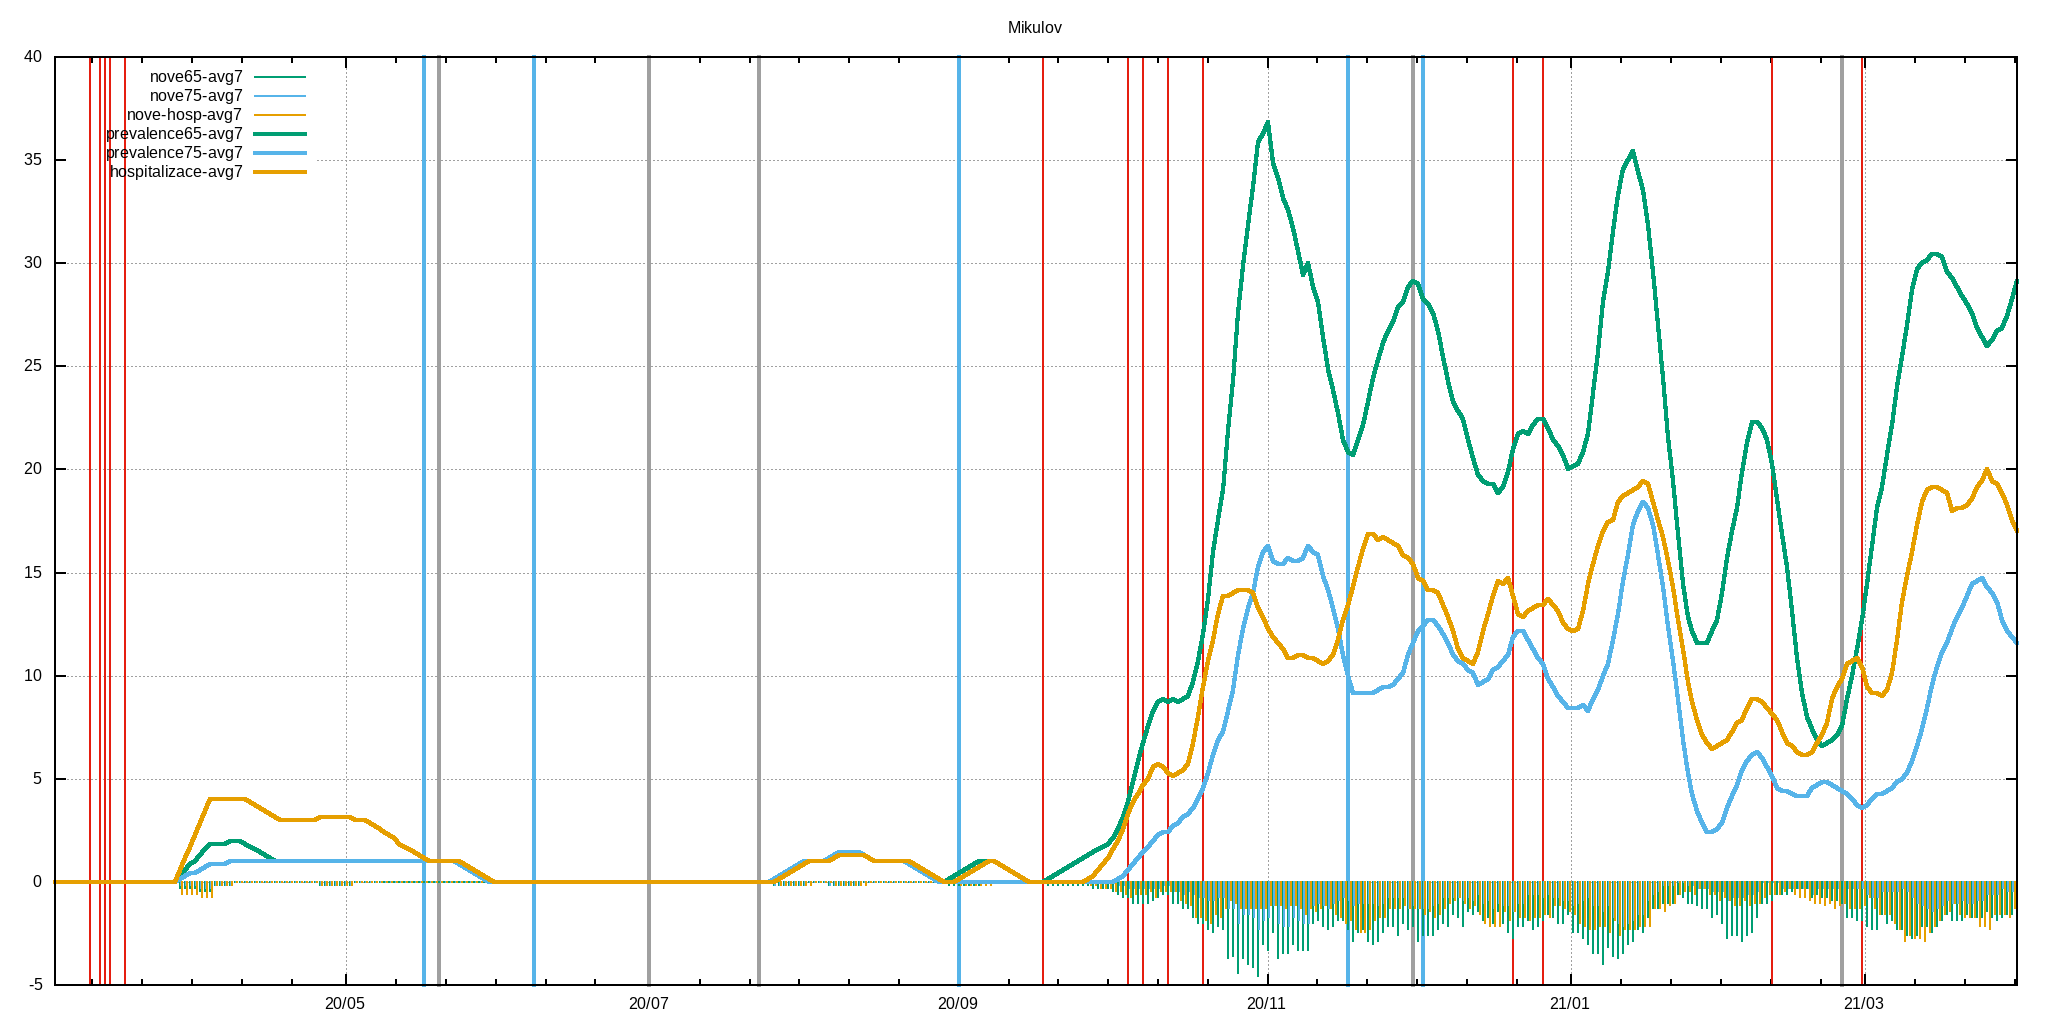 Mikulov
40
35
30
25
20
15
10
5
0
-5
nove65-avg7
nove75-avg7
nove-hosp-avg7
prevalence65-avg7
prevalence75-avg7
hospitalizace-avg7
20/05
20/07
20/09
20/11
21/01
21/03